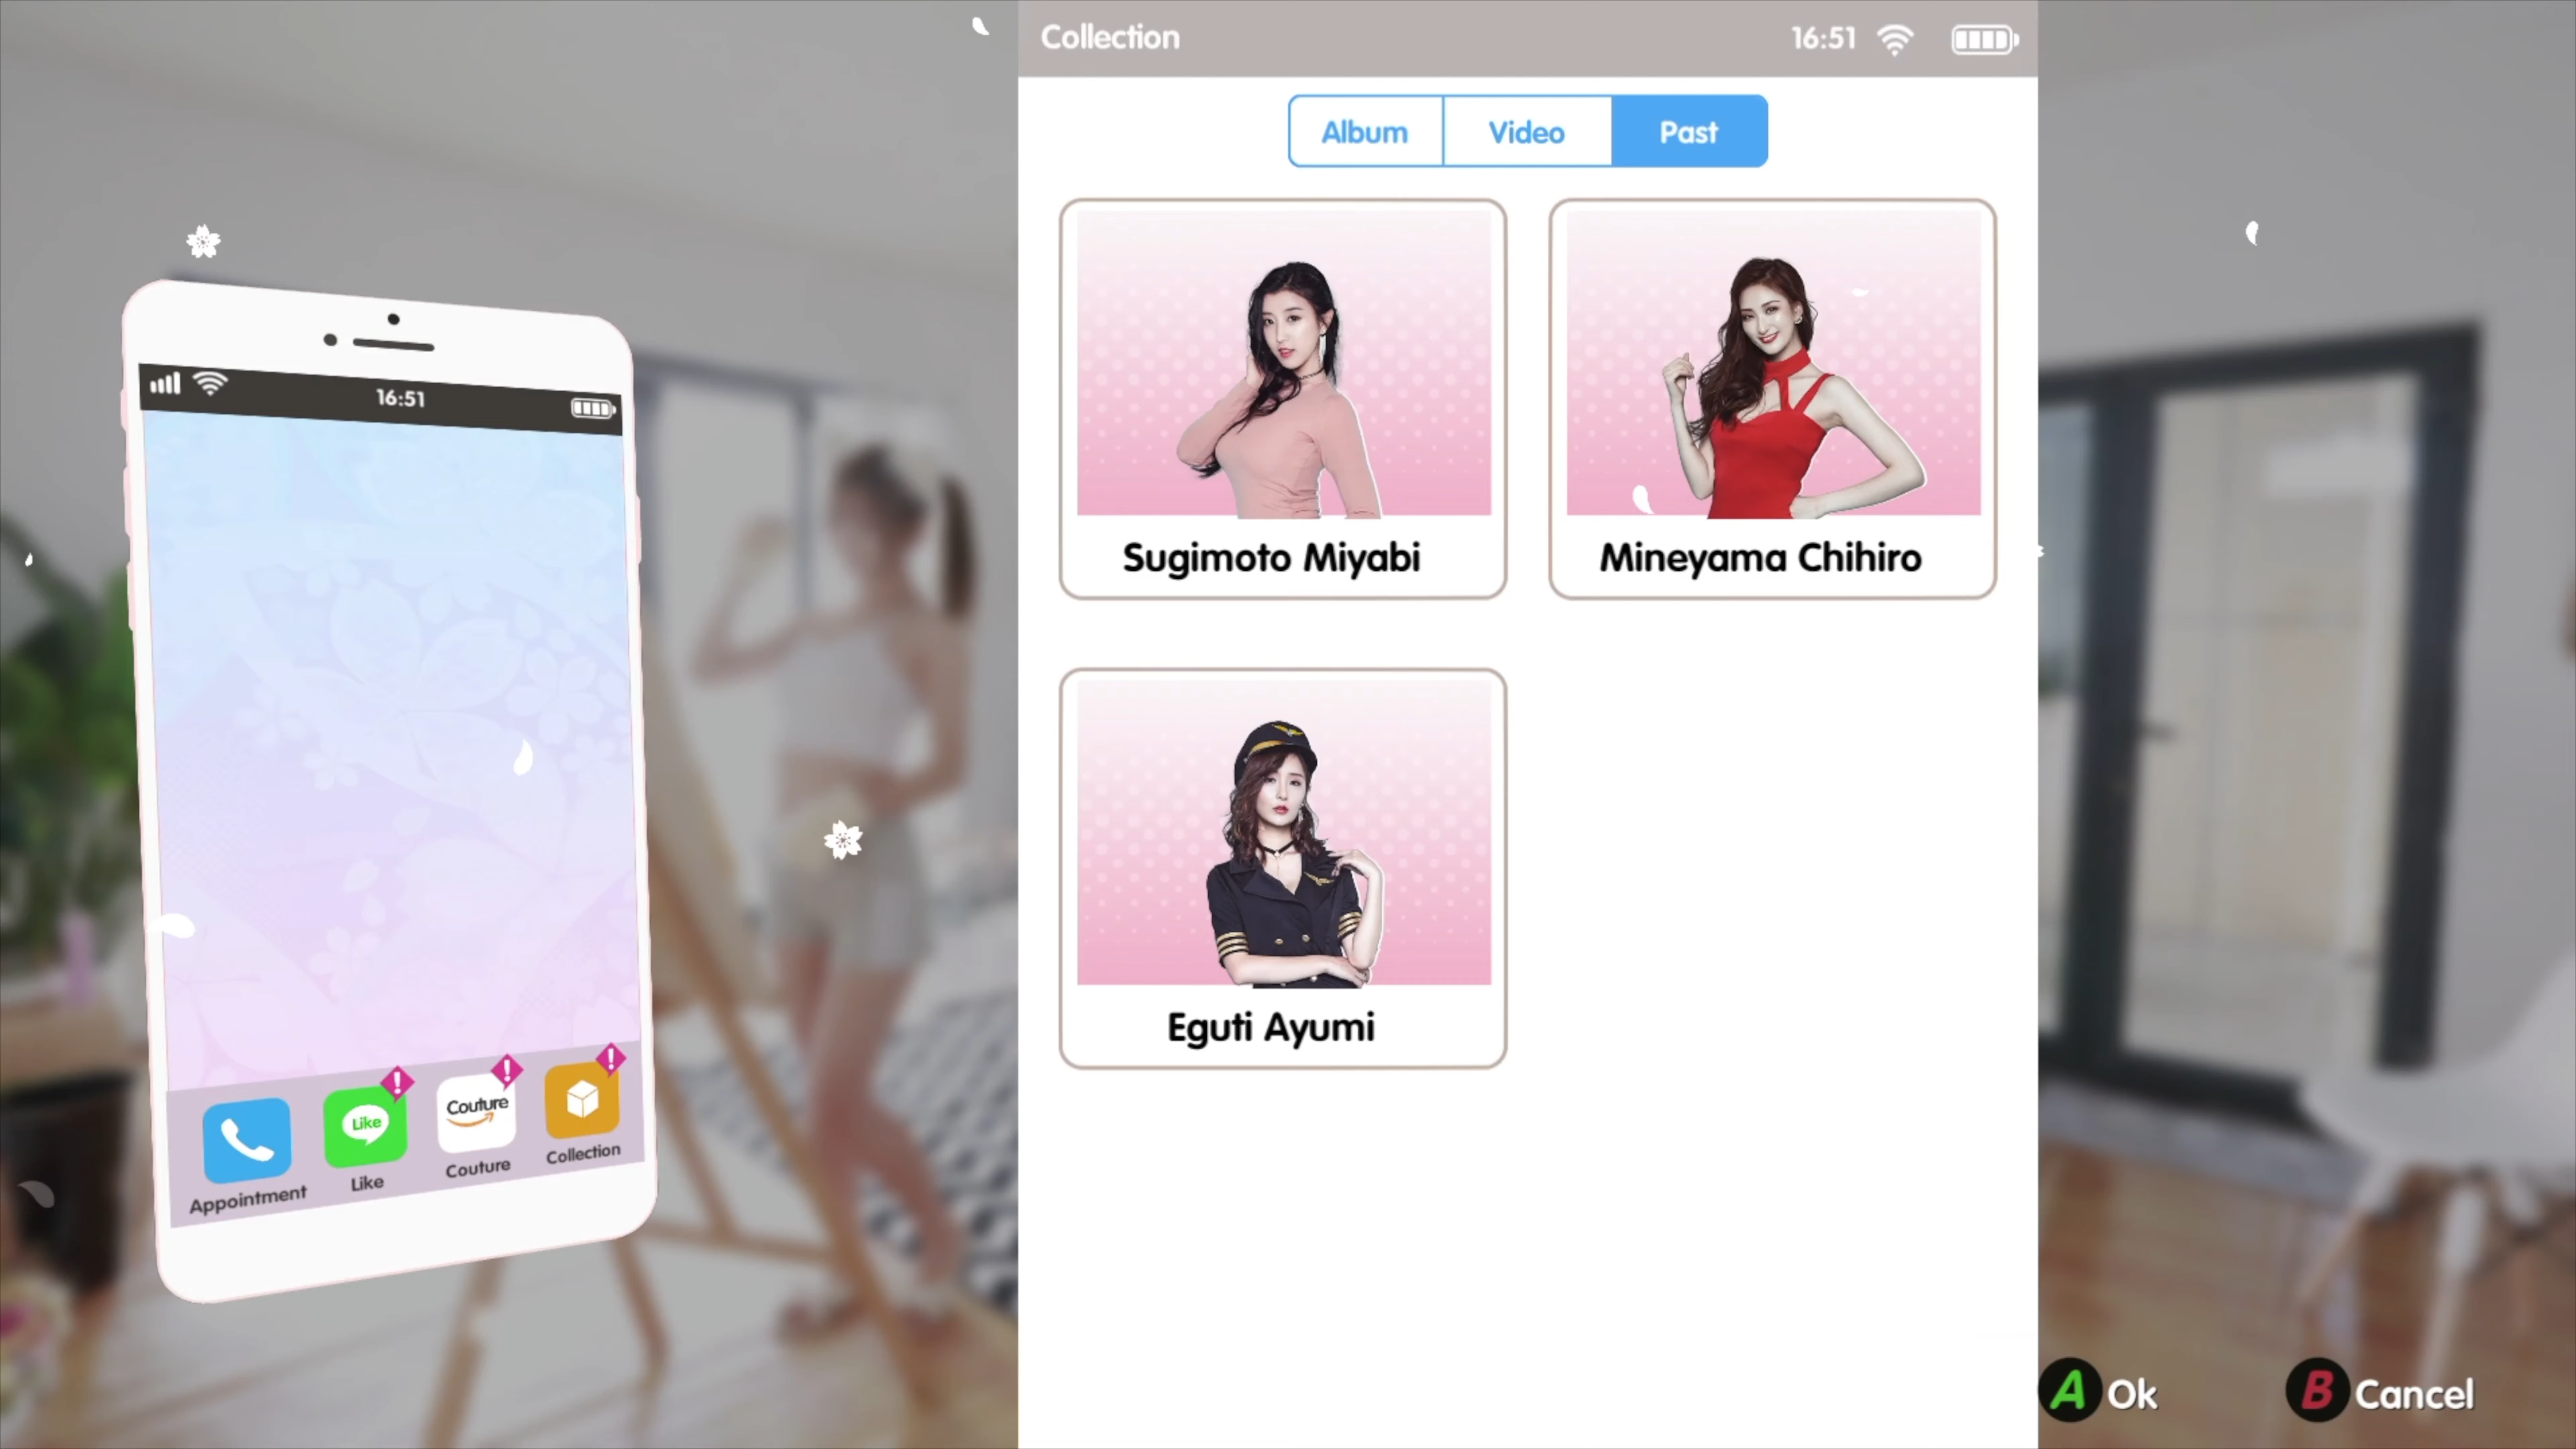 Collection
16:51
Album
Video
Past
Sugimoto Miyabi
Mineyama Chihiro
Eguti Ayumi
16:51
Like
Couture
Appointment
Like
Couture
Collection
A Ok
B Cancel